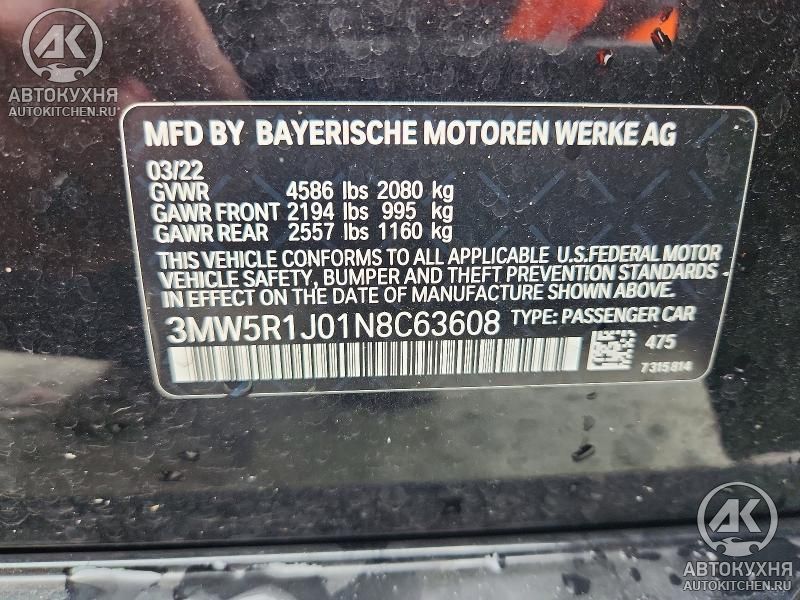 AK
АВТОКУХНЯ
AUTOKITCHEN.RU
MFD BY BAYERISCHE MOTOREN WERKE AG
03/22
GVWR 4586 lbs 2080 kg
GAWR FRONT 2194 lbs 995 kg
GAWR REAR 2557 lbs 1160 kg
THIS VEHICLE CONFORMS TO ALL APPLICABLE U.S.FEDERAL MOTOR
VEHICLE SAFETY, BUMPER AND THEFT PREVENTION STANDARDS
IN EFFECT ON THE DATE OF MANUFACTURE SHOWN ABOVE.
3MW5R1J01N8C63608 TYPE: PASSENGER CAR
475
7315814
AK
АВТОКУХНЯ
AUTOKITCHEN.RU